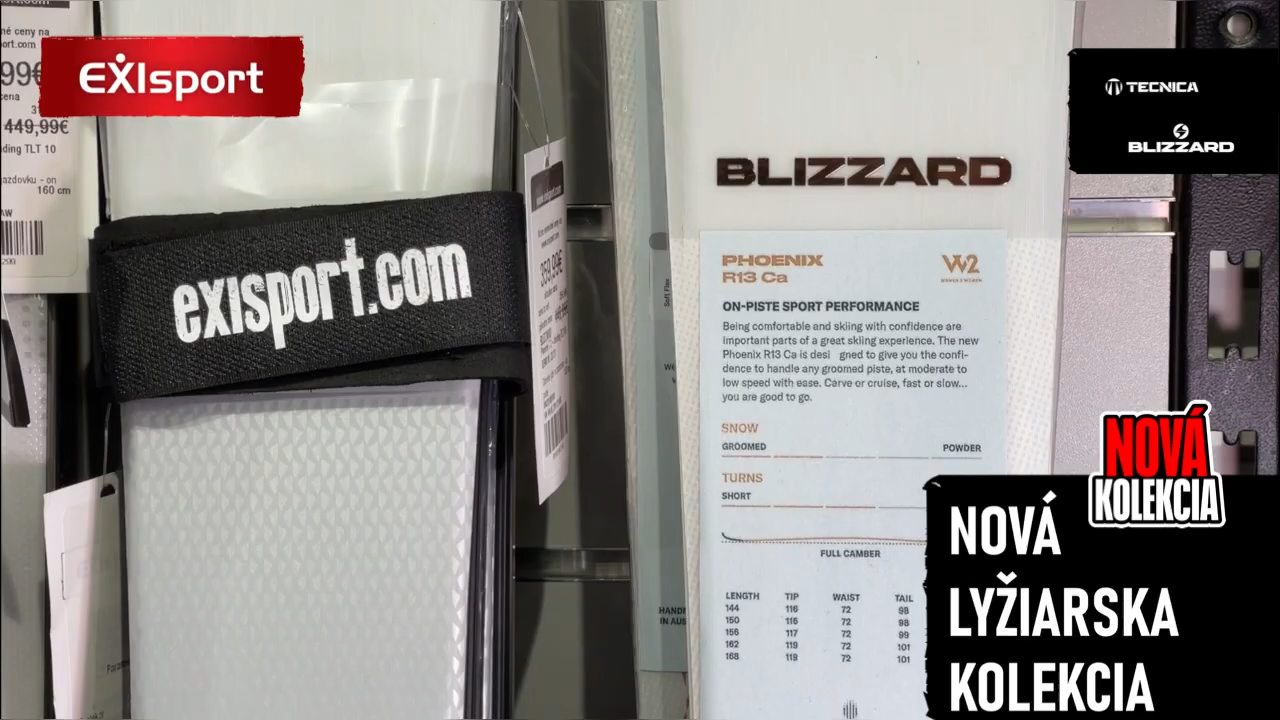 EXIsport
449,99€
160 cm
exisport.com
359,99€
BLIZZARD
PHOENIX
R13 Ca
W2
ON-PISTE SPORT PERFORMANCE
Being comfortable and skiing with confidence are
important parts of a great skiing experience. The new
Phoenix R13 Ca is desi gned to give you the confi-
dence to handle any groomed piste, at moderate to
low speed with ease. Carve or cruise, fast or slow...
you are good to go.
SNOW
GROOMED POWDER
TURNS
SHORT
FULL CAMBER
LENGTH TIP WAIST TAIL
144 116 72 98
150 116 72 98
156 117 72 99
162 119 72 101
168 119 72 101
TECNICA
BLIZZARD
NOVÁ
KOLEKCIA
NOVÁ
LYŽIARSKA
KOLEKCIA